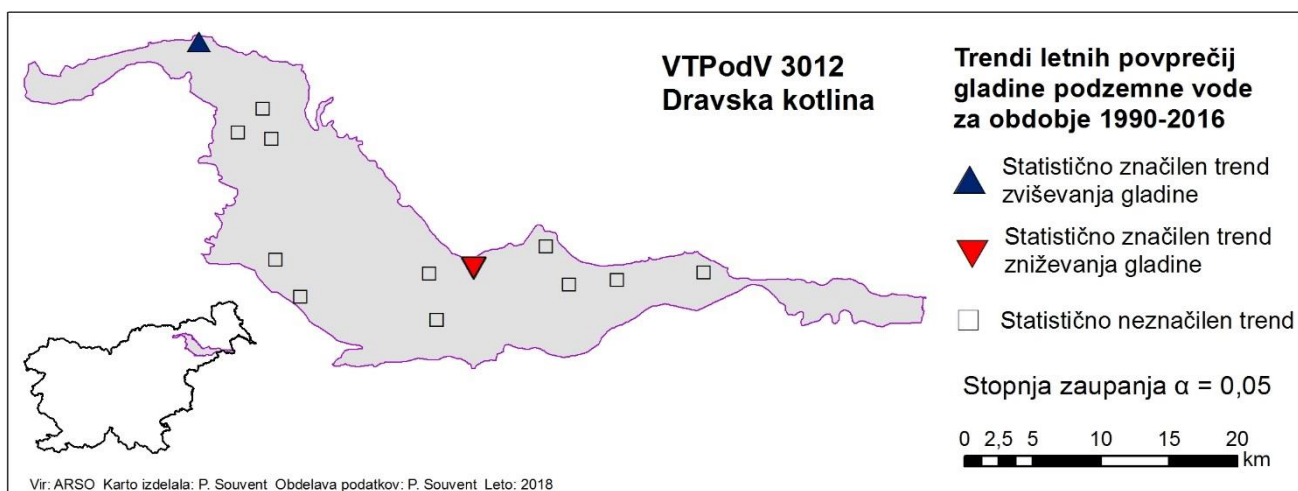 VTPodV 3012
Dravska kotlina
Trendi letnih povprečij
gladine podzemne vode
za obdobje 1990-2016
Statistično značilen trend
zviševanja gladine
Statistično značilen trend
zniževanja gladine
Statistično neznačilen trend
Stopnja zaupanja α = 0,05
0 2,5 5 10 15 20
km
Vir: ARSO Karto izdelala: P. Souvent Obdelava podatkov: P. Souvent Leto: 2018